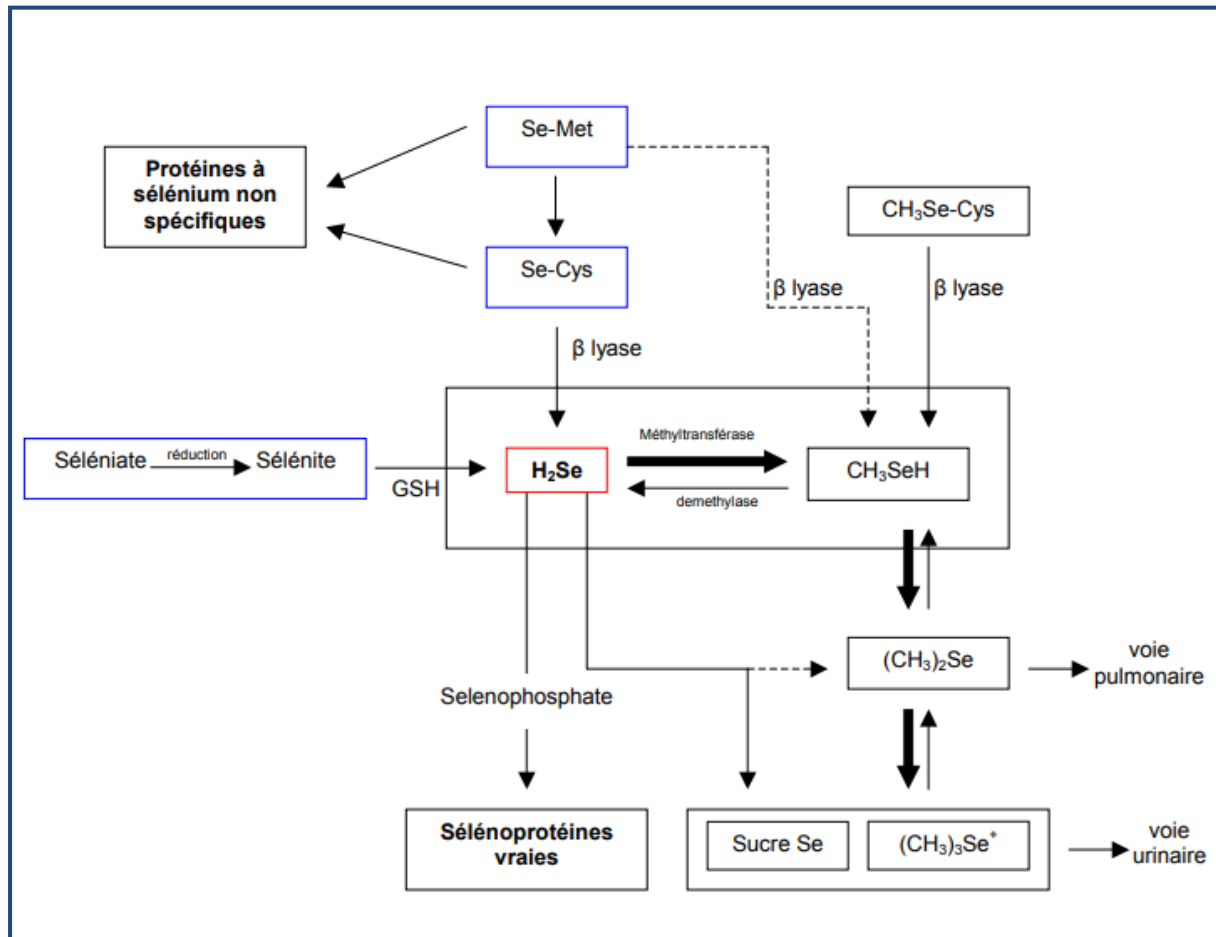 Se-Met
Protéines à
sélénium non
spécifiques
CH₃Se-Cys
Se-Cys
β lyase
β lyase
β lyase
Séléniate
réduction
Sélénite
GSH
H₂Se
Méthyltransférase
demethylase
CH₃SeH
(CH₃)₂Se
voie
pulmonaire
Selenophosphate
Sélénoprotéines
vraies
Sucre Se
(CH₃)₃Se⁺
voie
urinaire